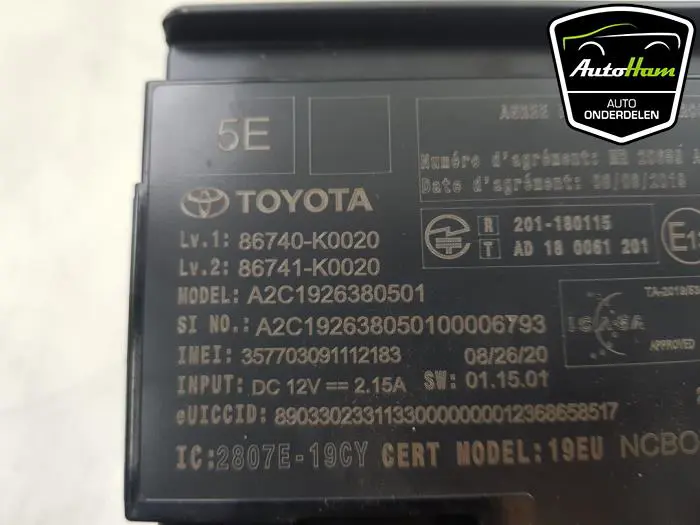 AutoHam
AUTO
ONDERDELEN
5E
Numéro d'agrément: MR
Date d'agrément:
TOYOTA
Lv.1: 86740-K0020
Lv.2: 86741-K0020
R 201-180115
T AD 18 0061 201
MODEL: A2C1926380501
SI NO.: A2C192638050100006793
IMEI: 357703091112183 08/26/20
INPUT: DC 12V 2.15A SW: 01.15.01
eUICCID: 89033023311330000000012368658517
APPROVED
IC:2807E-19CY CERT MODEL:19EU NCBO